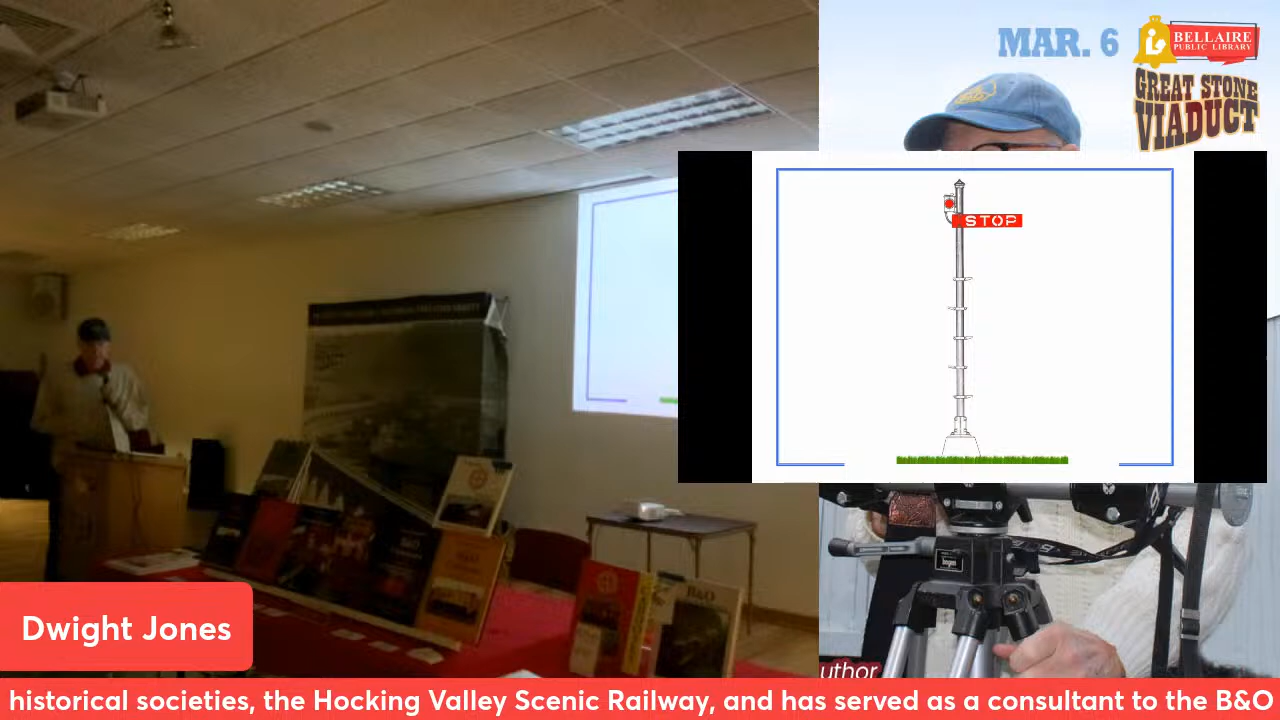 MAR. 6
BELLAIRE
PUBLIC LIBRARY
GREAT STONE
VIADUCT
STOP
B&O
Dwight Jones
uthor
historical societies, the Hocking Valley Scenic Railway, and has served as a consultant to the B&O